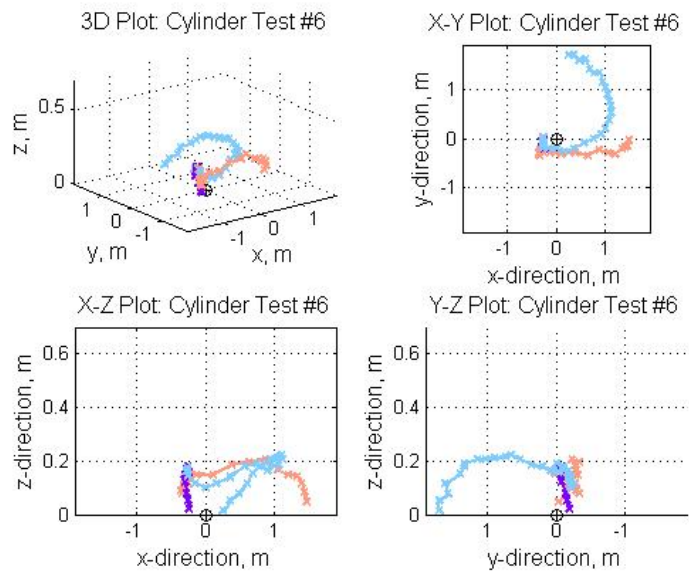 3D Plot: Cylinder Test #6
z, m
0.5
0
1
0
-1
y, m
-1
0
1
x, m
X-Y Plot: Cylinder Test #6
y-direction, m
1
0
-1
-1
0
1
x-direction, m
X-Z Plot: Cylinder Test #6
z-direction, m
0.6
0.4
0.2
0
-1
0
1
x-direction, m
Y-Z Plot: Cylinder Test #6
z-direction, m
0.6
0.4
0.2
0
1
0
-1
y-direction, m